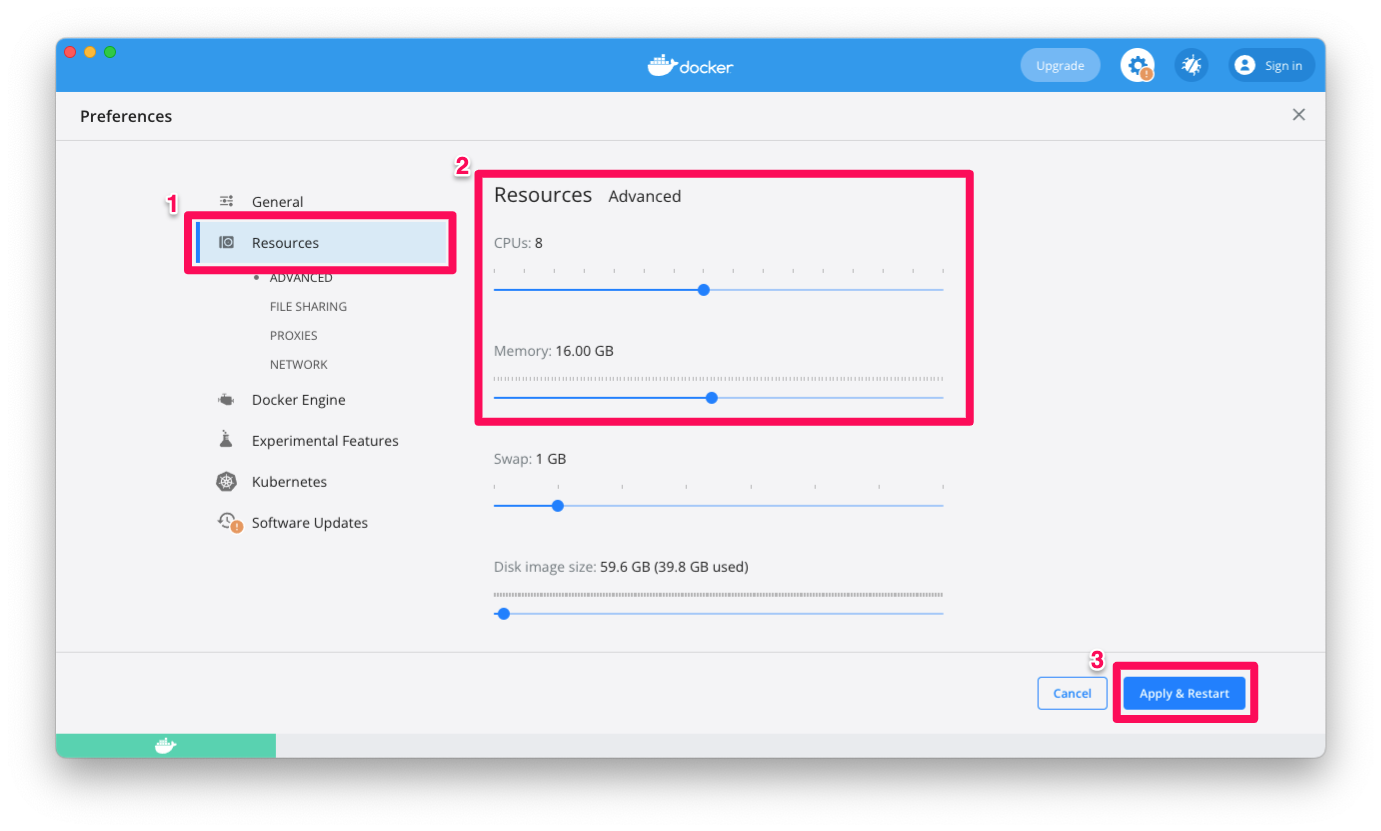 docker
Upgrade
Sign in
Preferences
1
General
Resources
ADVANCED
FILE SHARING
PROXIES
NETWORK
Docker Engine
Experimental Features
Kubernetes
Software Updates
2
Resources Advanced
CPUs: 8
Memory: 16.00 GB
Swap: 1 GB
Disk image size: 59.6 GB (39.8 GB used)
3
Cancel
Apply & Restart